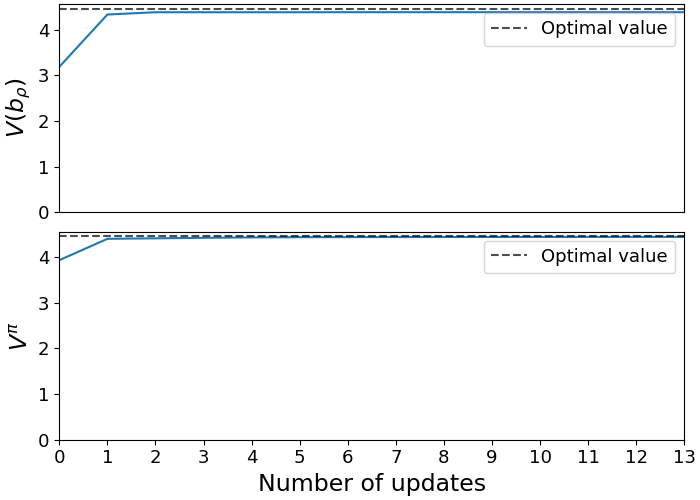 4
3
2
1
0
V(b_ρ)
Optimal value
4
3
2
1
0
V^π
Optimal value
0 1 2 3 4 5 6 7 8 9 10 11 12 13
Number of updates